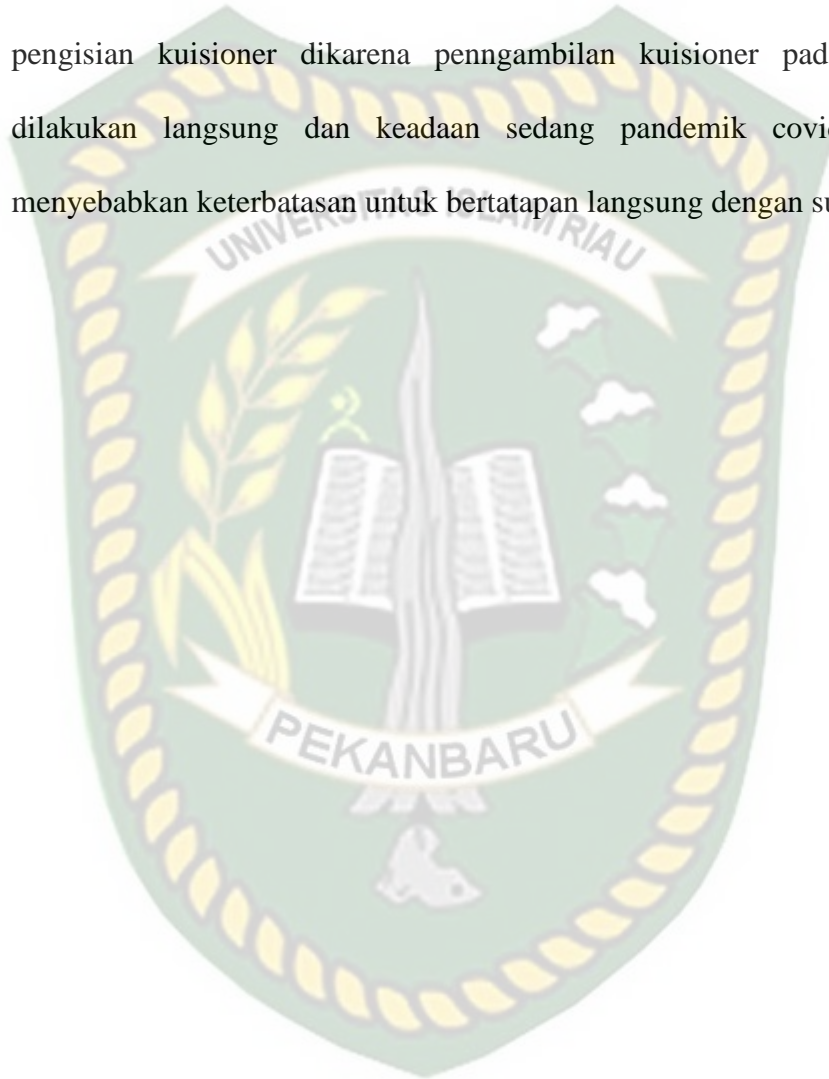 pengisian kuisioner dikarena penngambilan kuisioner
dilakukan langsung dan keadaan sedang pandemik
menyebabkan keterbatasan untuk bertatapan langsung dengan
UNIVERSITAS ISLAM RIAU
PEKANBARU